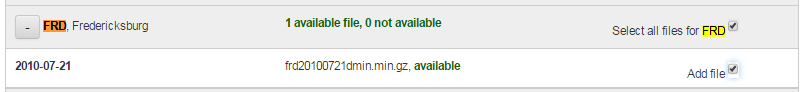 - FRD, Fredericksburg 1 available file, 0 not available Select all files for FRD
2010-07-21 frd20100721dmin.min.gz, available Add file